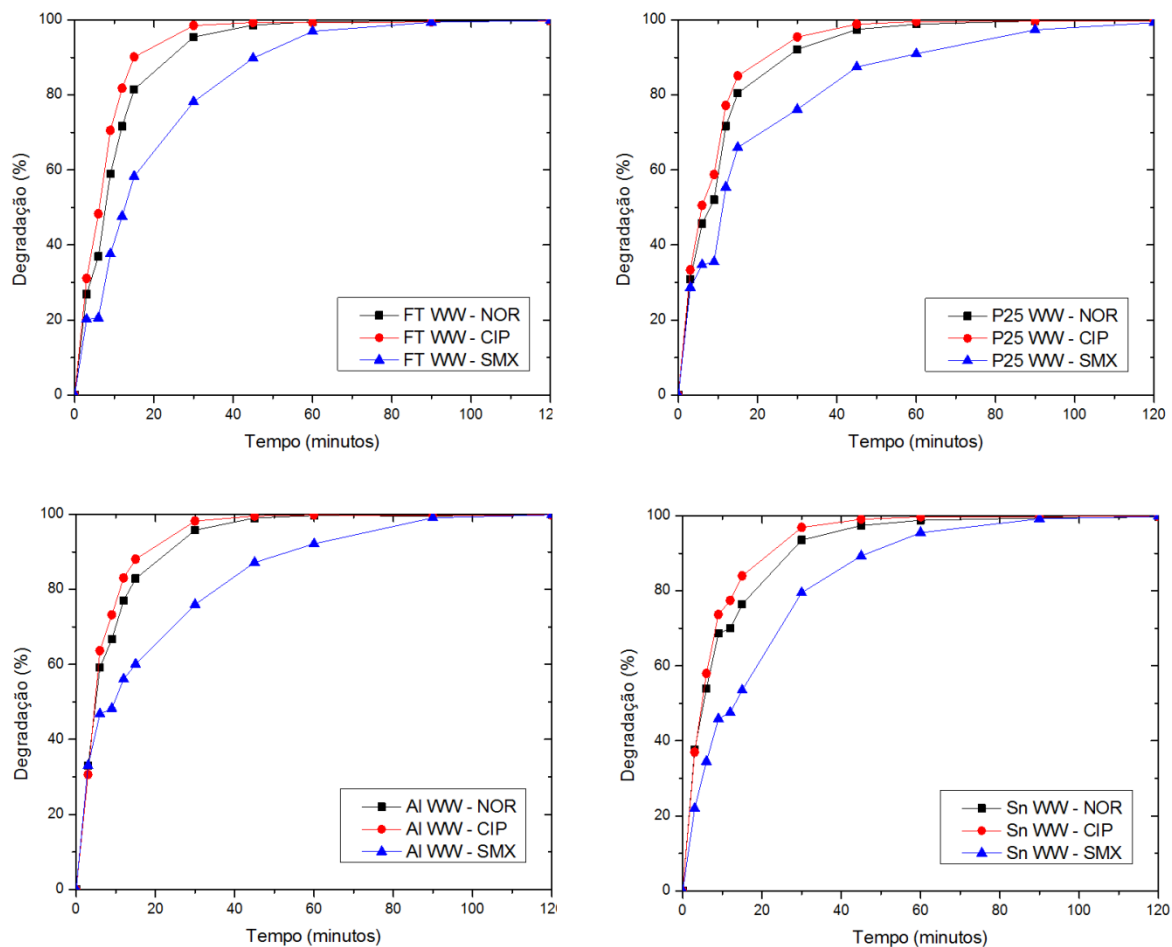 Degradação (%)
100
80
60
40
20
0
FT WW - NOR
FT WW - CIP
FT WW - SMX
0 20 40 60 80 100 120
Tempo (minutos)
Degradação (%)
100
80
60
40
20
0
P25 WW - NOR
P25 WW - CIP
P25 WW - SMX
0 20 40 60 80 100 120
Tempo (minutos)
Degradação (%)
100
80
60
40
20
0
Al WW - NOR
Al WW - CIP
Al WW - SMX
0 20 40 60 80 100 120
Tempo (minutos)
Degradação (%)
100
80
60
40
20
0
Sn WW - NOR
Sn WW - CIP
Sn WW - SMX
0 20 40 60 80 100 120
Tempo (minutos)